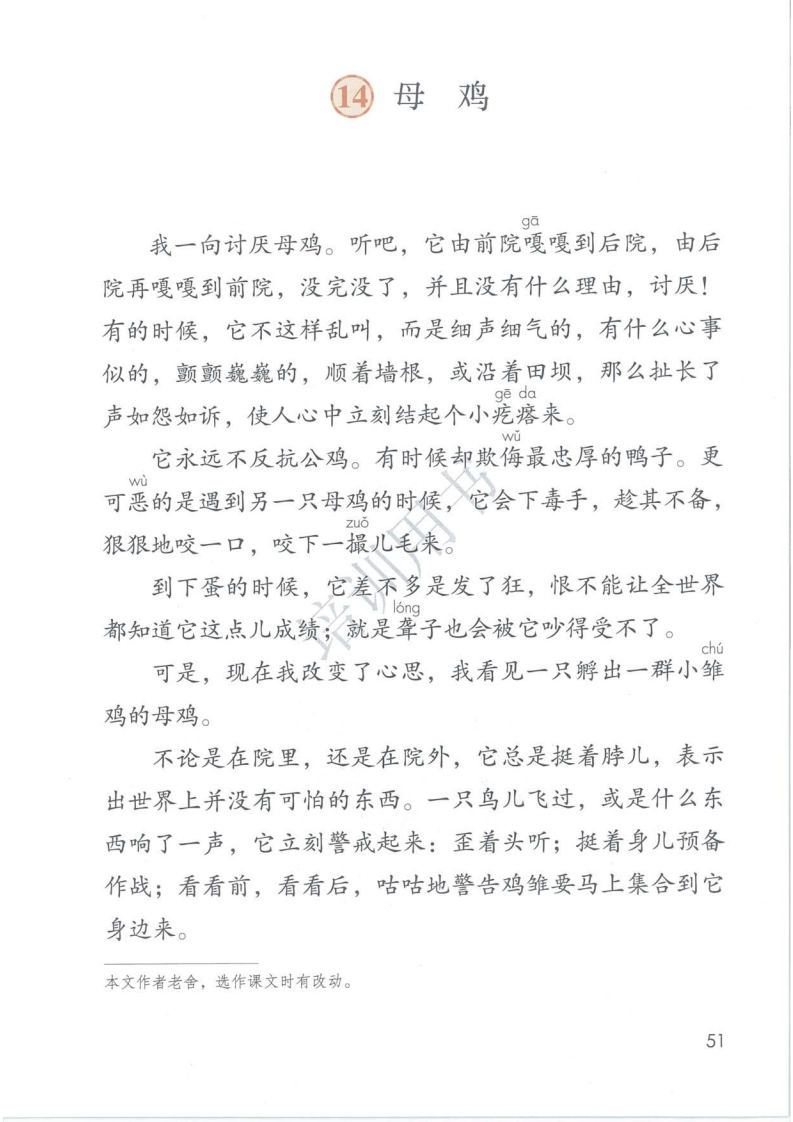 14 母 鸡
gā
我一向讨厌母鸡。听吧，它由前院嘎嘎到后院，由后
院再嘎嘎到前院，没完没了，并且没有什么理由，讨厌！
有的时候，它不这样乱叫，而是细声细气的，有什么心事
似的，颤颤巍巍的，顺着墙根，或沿着田坝，那么扯长了
gē da
声如怨如诉，使人心中立刻结起个小疙瘩来。
wǔ
它永远不反抗公鸡。有时候却欺侮最忠厚的鸭子。更
wù
可恶的是遇到另一只母鸡的时候，它会下毒手，趁其不备，
zuǒ
狠狠地咬一口，咬下一撮儿毛来。
到下蛋的时候，它差不多是发了狂，恨不能让全世界
lóng
都知道它这点儿成绩；就是聋子也会被它吵得受不了。
chú
可是，现在我改变了心思，我看见一只孵出一群小雏
鸡的母鸡。
不论是在院里，还是在院外，它总是挺着脖儿，表示
出世界上并没有可怕的东西。一只鸟儿飞过，或是什么东
西响了一声，它立刻警戒起来：歪着头听；挺着身儿预备
作战；看看前，看看后，咕咕地警告鸡雏要马上集合到它
身边来。
本文作者老舍，选作课文时有改动。
51
培训用书